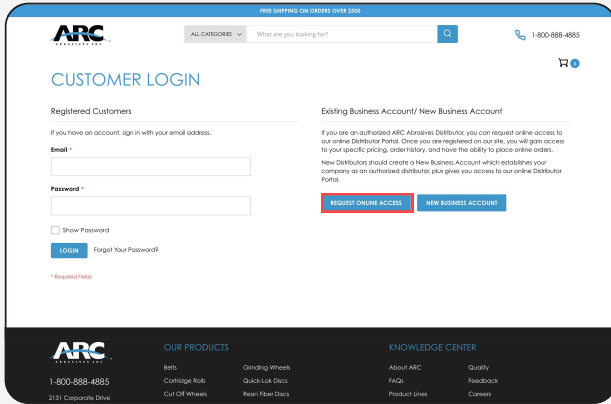 FREE SHIPPING ON ORDERS OVER $500
ARC
ABRASIVES INC.
ALL CATEGORIES
What are you looking for?
1-800-888-4885
0
CUSTOMER LOGIN
Registered Customers
If you have an account, sign in with your email address.
Email *
Password *
Show Password
LOGIN
Forgot Your Password?
* Required Fields
Existing Business Account/ New Business Account
If you are an authorized ARC Abrasives Distributor, you can request online access to
our online Distributor Portal. Once you are registered on our site, you will gain access
to your specific pricing, order history, and have the ability to place online orders.
New Distributors should create a New Business Account which establishes your
company as an authorized distributor, plus gives you access to our online Distributor
Portal.
REQUEST ONLINE ACCESS
NEW BUSINESS ACCOUNT
ARC
ABRASIVES INC.
1-800-888-4885
2131 Corporate Drive
OUR PRODUCTS
Belts
Cartridge Rolls
Cut Off Wheels
Grinding Wheels
Quick-Lok Discs
Resin Fiber Discs
KNOWLEDGE CENTER
About ARC
FAQs
Product Lines
Quality
Feedback
Careers